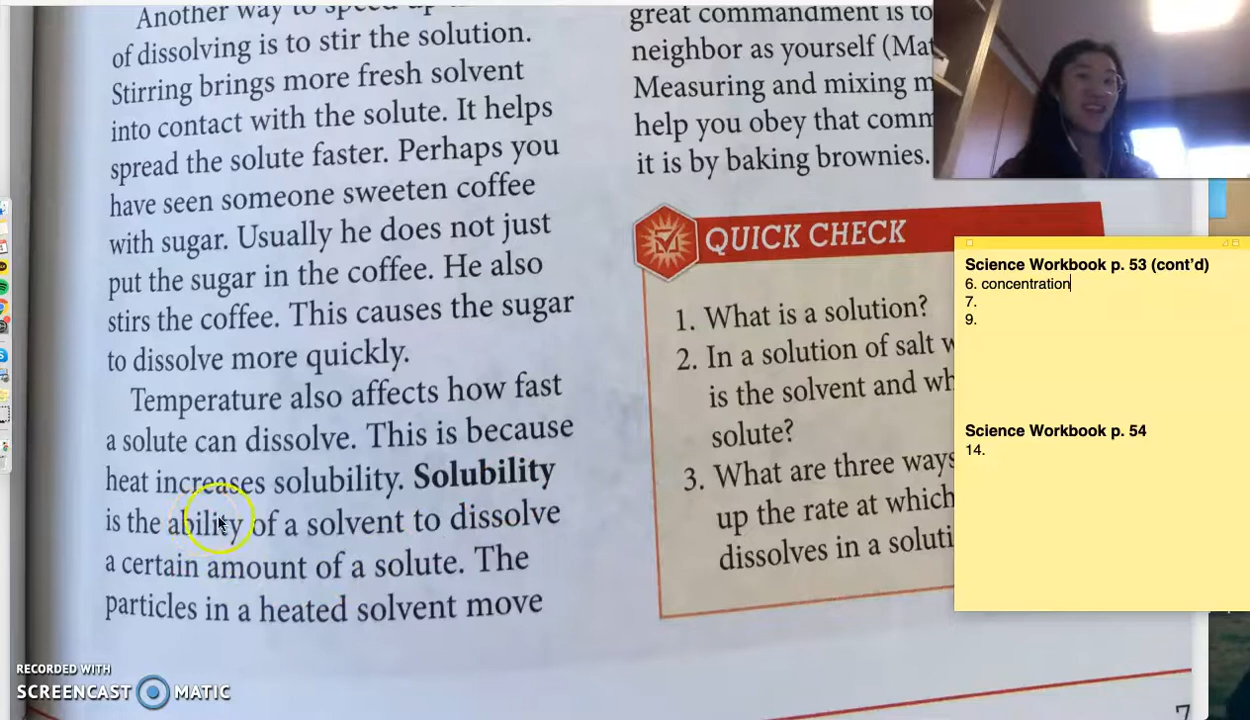 Another way to speed up
of dissolving is to stir the solution.
Stirring brings more fresh solvent
into contact with the solute. It helps
spread the solute faster. Perhaps you
have seen someone sweeten coffee
with sugar. Usually he does not just
put the sugar in the coffee. He also
stirs the coffee. This causes the sugar
to dissolve more quickly.
Temperature also affects how fast
a solute can dissolve. This is because
heat increases solubility. Solubility
is the ability of a solvent to dissolve
a certain amount of a solute. The
particles in a heated solvent move
great commandment is to
neighbor as yourself (Mat
Measuring and mixing m
help you obey that comm
it is by baking brownies.
QUICK CHECK
1. What is a solution?
2. In a solution of salt w
is the solvent and wh
solute?
3. What are three ways
up the rate at which
dissolves in a soluti
7
Science Workbook p. 53 (cont'd)
6. concentration
7.
9.
Science Workbook p. 54
14.
RECORDED WITH
SCREENCAST MATIC